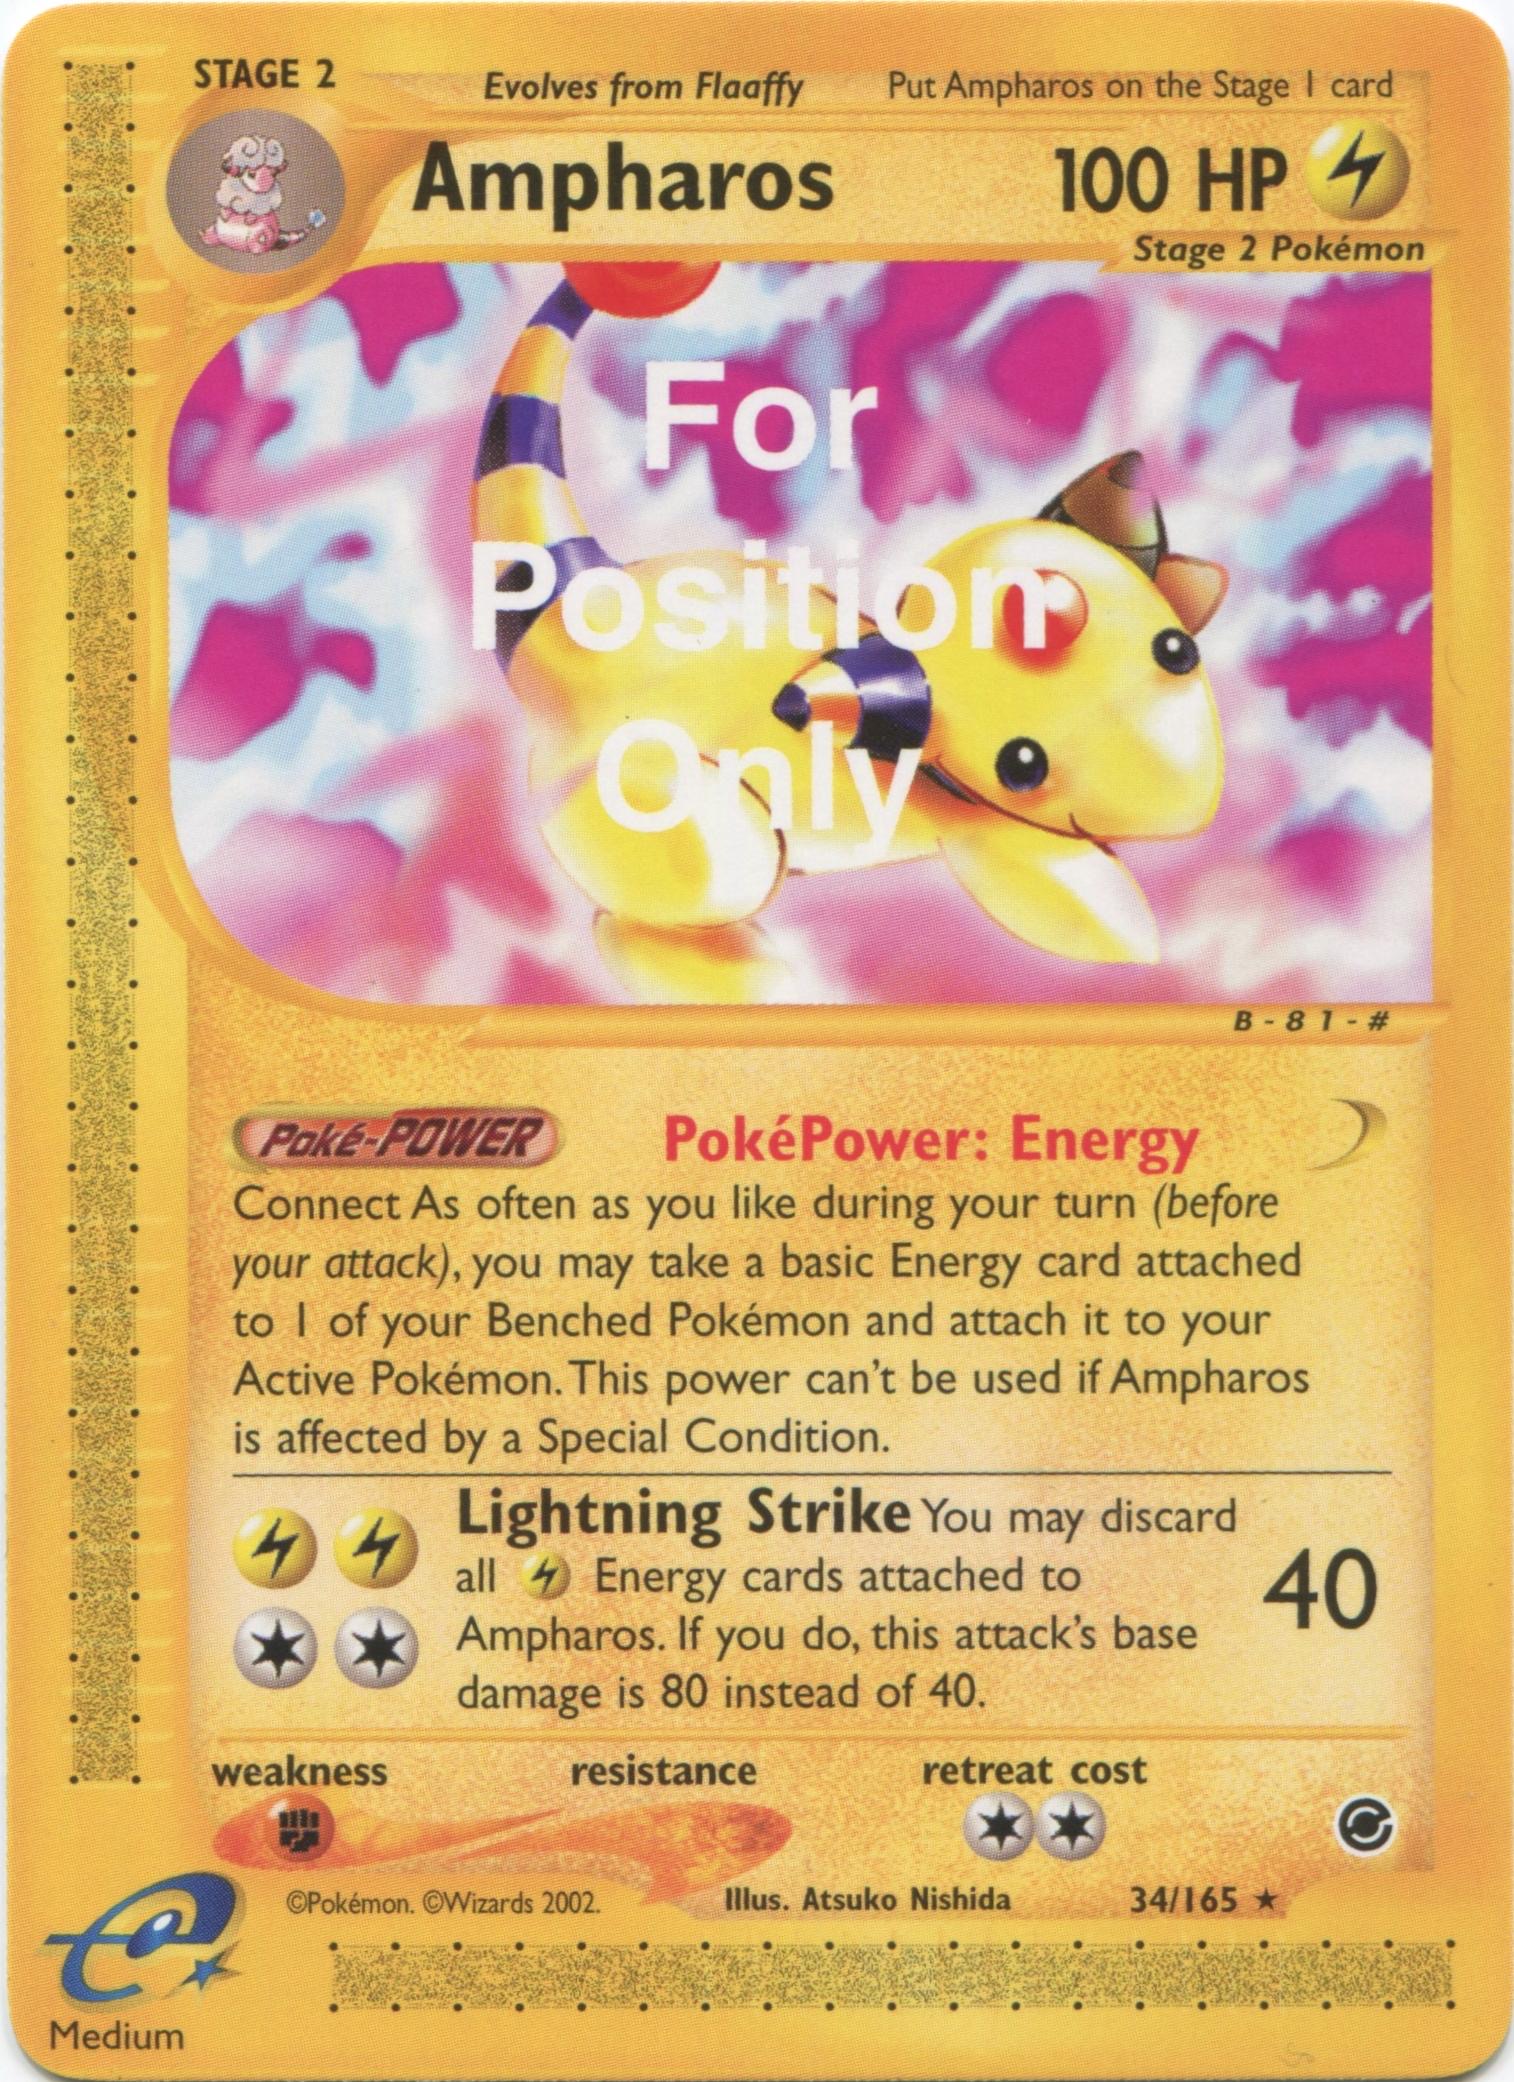 STAGE 2
Evolves from Flaaffy
Put Ampharos on the Stage 1 card
Ampharos
100 HP
Stage 2 Pokémon
For
Position
Only
B-81-#
Poké-POWER
PokéPower: Energy
Connect As often as you like during your turn (before
your attack), you may take a basic Energy card attached
to 1 of your Benched Pokémon and attach it to your
Active Pokémon. This power can't be used if Ampharos
is affected by a Special Condition.
Lightning Strike You may discard
all Energy cards attached to
Ampharos. If you do, this attack's base
damage is 80 instead of 40.
40
weakness
resistance
retreat cost
©Pokémon. ©Wizards 2002.
Illus. Atsuko Nishida
34/165 ★
e
Medium